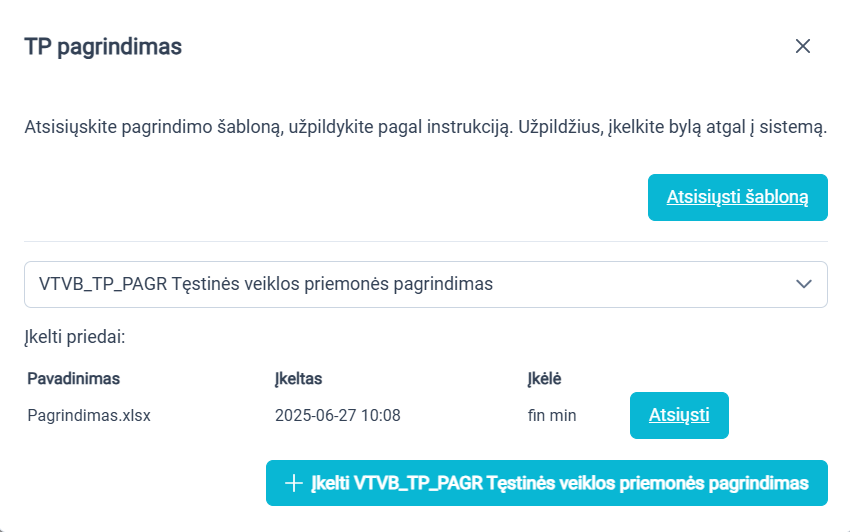 TP pagrindimas
Atsisiųskite pagrindimo šabloną, užpildykite pagal instrukciją. Užpildžius, įkelkite bylą atgal į sistemą.
Atsisiųsti šabloną
VTVB_TP_PAGR Tęstinės veiklos priemonės pagrindimas
Įkelti priedai:
Pavadinimas Įkeltas Įkėlė
Pagrindimas.xlsx 2025-06-27 10:08 fin min Atsiųsti
Įkelti VTVB_TP_PAGR Tęstinės veiklos priemonės pagrindimas